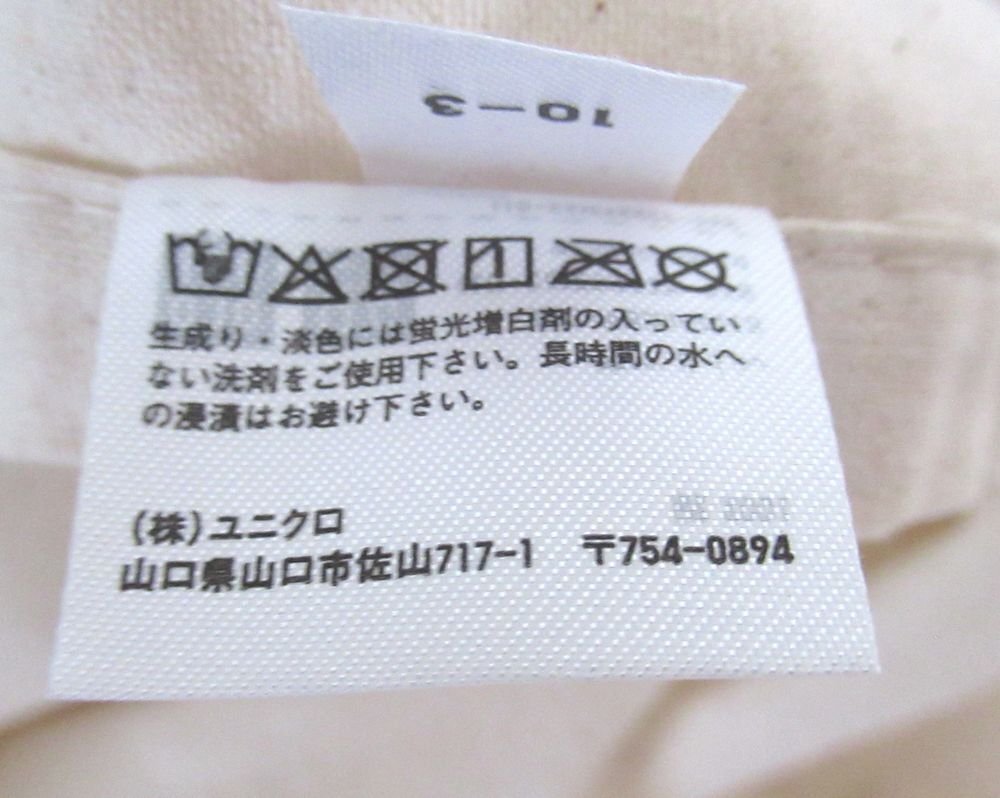 10-3
生成り・淡色には蛍光増白剤の入ってい
ない洗剤をご使用下さい。長時間の水へ
の浸漬はお避け下さい。
(株)ユニクロ
山口県山口市佐山717-1 〒754-0894